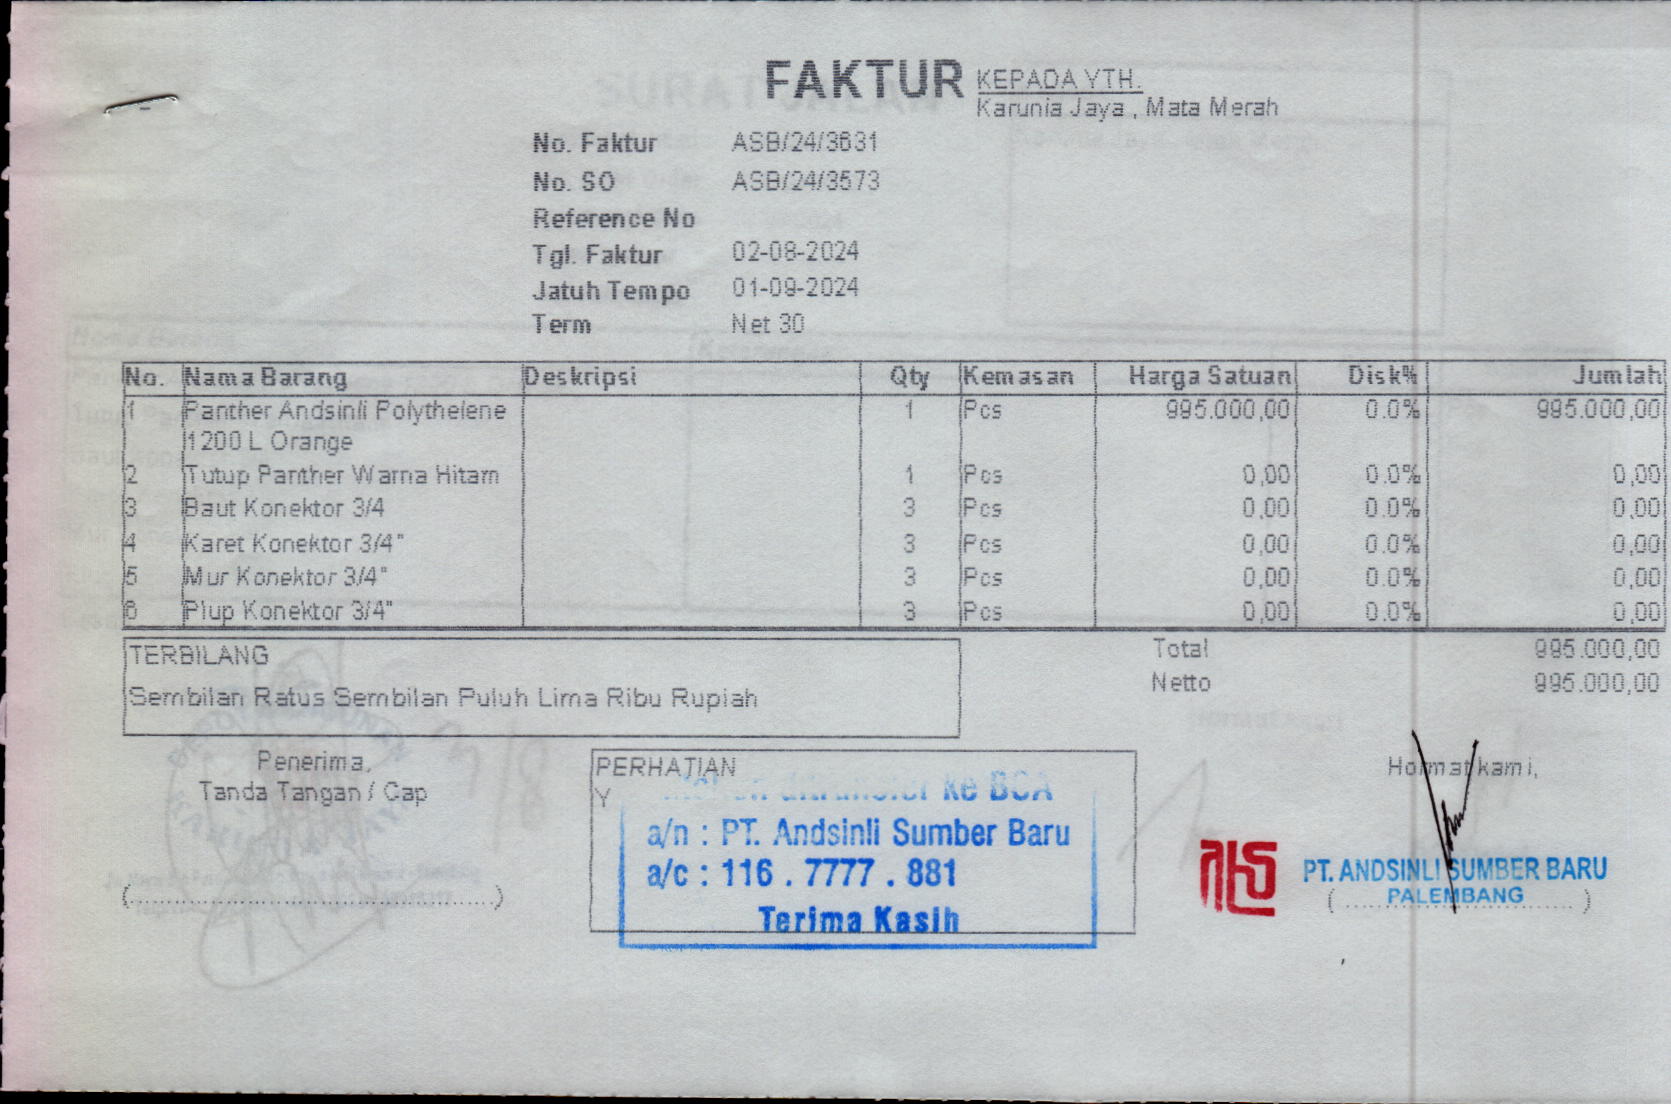 FAKTUR
KEPADA YTH.
Karunia Jaya , Mata Merah
No. Faktur ASB/24/3631
No. SO ASB/24/3573
Reference No
Tgl. Faktur 02-08-2024
Jatuh Tempo 01-09-2024
Term Net 30
No. Nama Barang Deskripsi Qty Kemasan Harga Satuan Disk% Jumlah
1 Panther Andsinli Polythelene 1 Pcs 995.000,00 0.0% 995.000,00
1200 L Orange
2 Tutup Panther Warna Hitam 1 Pcs 0,00 0.0% 0,00
3 Baut Konektor 3/4 3 Pcs 0,00 0.0% 0,00
4 Karet Konektor 3/4" 3 Pcs 0,00 0.0% 0,00
5 Mur Konektor 3/4" 3 Pcs 0,00 0.0% 0,00
6 Plup Konektor 3/4" 3 Pcs 0,00 0.0% 0,00
TERBILANG
Sembilan Ratus Sembilan Puluh Lima Ribu Rupiah
Total 995.000,00
Netto 995.000,00
Penerima,
Tanda Tangan / Cap
(....................................................)
PERHATIAN
Y
ke BCA
a/n : PT. Andsinli Sumber Baru
a/c : 116 . 7777 . 881
Terima Kasih
Hormat kami,
PT. ANDSINLI SUMBER BARU
PALEMBANG
( .................................. )